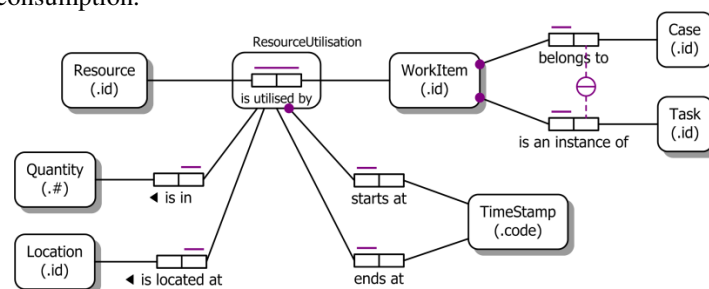 consumption.
ResourceUtilisation
Resource
(.id)
is utilised by
WorkItem
(.id)
belongs to
Case
(.id)
is an instance of
Task
(.id)
Quantity
(.#)
◄ is in
starts at
TimeStamp
(.code)
Location
(.id)
◄ is located at
ends at